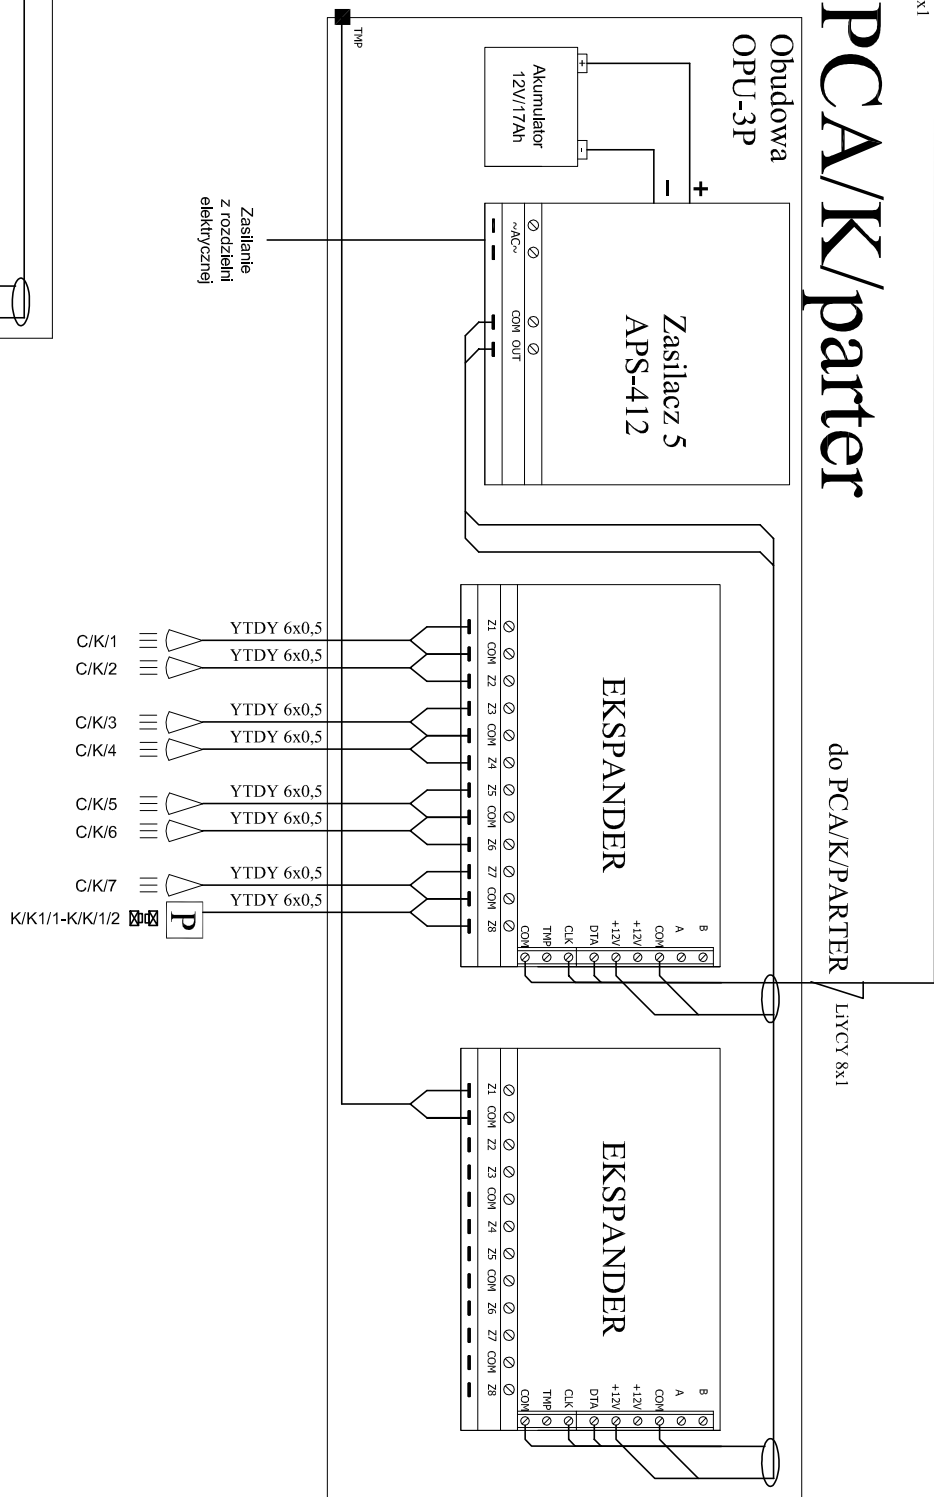 x1
PCA/K/parter
Obudowa
OPU-3P
TMP
Akumulator
12V/17Ah
+
-
+
−
Zasilacz 5
APS-412
~AC~
COM OUT
Zasilanie
z rozdzielni
elektrycznej
do PCA/K/PARTER
LiYCY 8x1
EKSPANDER
Z1 COM Z2 Z3 COM Z4 Z5 COM Z6 Z7 COM Z8
COM
TMP
CLK
DTA
+12V
+12V
COM
A
B
C/K/1 YTDY 6x0,5
C/K/2 YTDY 6x0,5
C/K/3 YTDY 6x0,5
C/K/4 YTDY 6x0,5
C/K/5 YTDY 6x0,5
C/K/6 YTDY 6x0,5
C/K/7 YTDY 6x0,5
K/K1/1-K/K/1/2 P YTDY 6x0,5
EKSPANDER
Z1 COM Z2 Z3 COM Z4 Z5 COM Z6 Z7 COM Z8
COM
TMP
CLK
DTA
+12V
+12V
COM
A
B